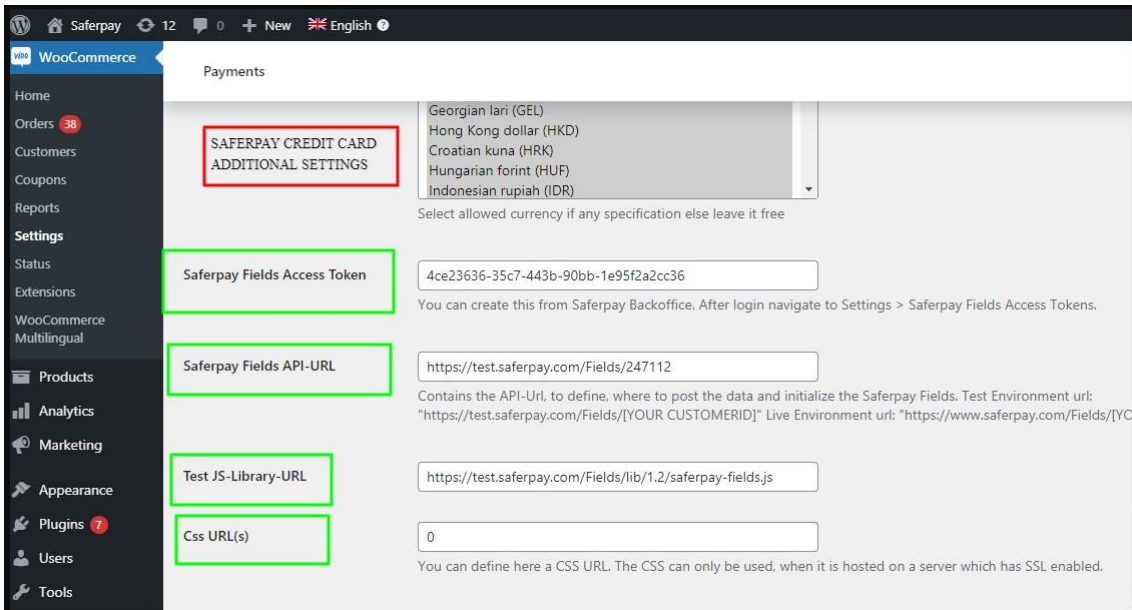 Saferpay 12 0 + New English
WOO WooCommerce
Payments
Home
Orders 38
Customers
Coupons
Reports
Settings
Status
Extensions
WooCommerce
Multilingual
Products
Analytics
Marketing
Appearance
Plugins 7
Users
Tools
SAFERPAY CREDIT CARD
ADDITIONAL SETTINGS
Georgian lari (GEL)
Hong Kong dollar (HKD)
Croatian kuna (HRK)
Hungarian forint (HUF)
Indonesian rupiah (IDR)
Select allowed currency if any specification else leave it free
Saferpay Fields Access Token
4ce23636-35c7-443b-90bb-1e95f2a2cc36
You can create this from Saferpay Backoffice. After login navigate to Settings > Saferpay Fields Access Tokens.
Saferpay Fields API-URL
https://test.saferpay.com/Fields/247112
Contains the API-Url, to define, where to post the data and initialize the Saferpay Fields. Test Environment url:
"https://test.saferpay.com/Fields/[YOUR CUSTOMERID]" Live Environment url: "https://www.saferpay.com/Fields/[YO
Test JS-Library-URL
https://test.saferpay.com/Fields/lib/1.2/saferpay-fields.js
Css URL(s)
0
You can define here a CSS URL. The CSS can only be used, when it is hosted on a server which has SSL enabled.